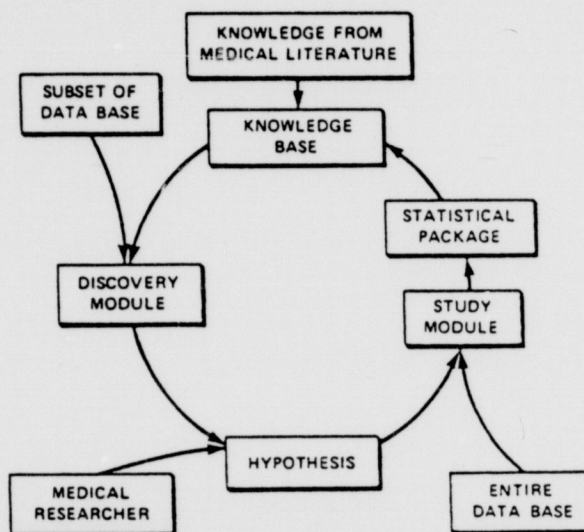 KNOWLEDGE FROM
MEDICAL LITERATURE
SUBSET OF
DATA BASE
KNOWLEDGE
BASE
STATISTICAL
PACKAGE
DISCOVERY
MODULE
STUDY
MODULE
HYPOTHESIS
MEDICAL
RESEARCHER
ENTIRE
DATA BASE